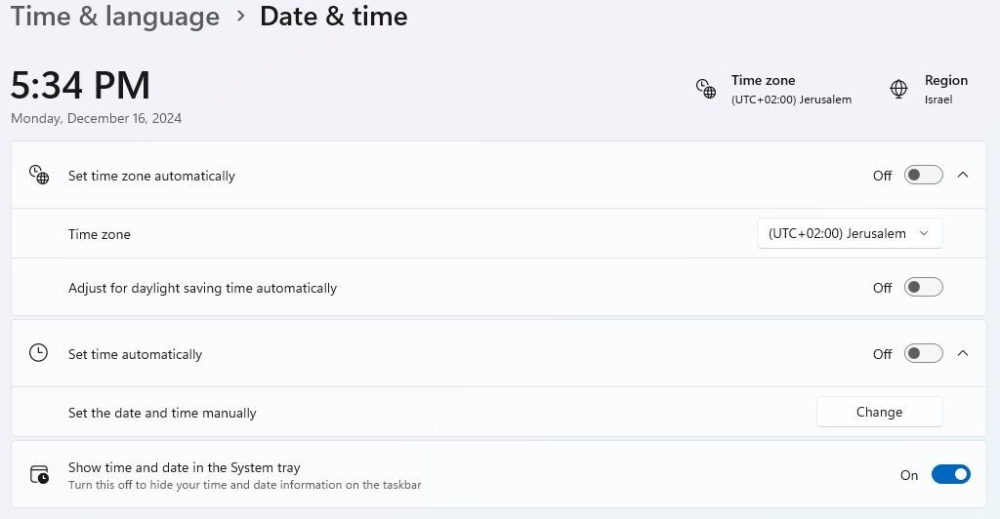 Time & language > Date & time
5:34 PM
Monday, December 16, 2024
Time zone
(UTC+02:00) Jerusalem
Region
Israel
Set time zone automatically
Off
Time zone
(UTC+02:00) Jerusalem
Adjust for daylight saving time automatically
Off
Set time automatically
Off
Set the date and time manually
Change
Show time and date in the System tray
Turn this off to hide your time and date information on the taskbar
On